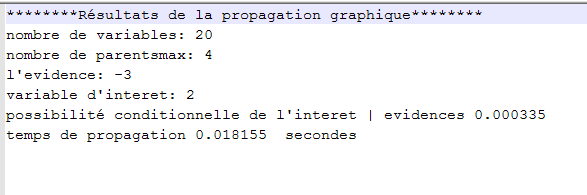 ********Résultats de la propagation graphique********
nombre de variables: 20
nombre de parentsmax: 4
l'evidence: -3
variable d'interet: 2
possibilité conditionnelle de l'interet | evidences 0.000335
temps de propagation 0.018155  secondes